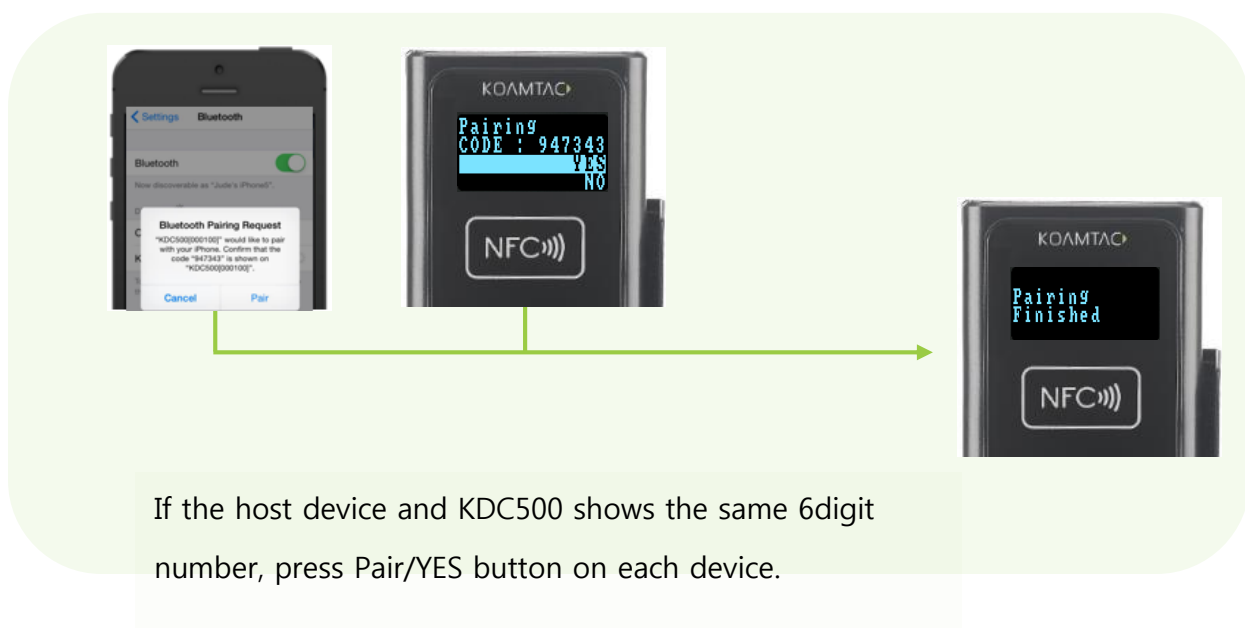 Settings Bluetooth
Bluetooth
Now discoverable as "Jude's iPhone5".
Bluetooth Pairing Request
"KDC500[000100]" would like to pair
with your iPhone. Confirm that the
code "947343" is shown on
"KDC500[000100]".
Cancel Pair
KOAMTAC
Pairing
CODE : 947343
YES
NO
NFC
KOAMTAC
Pairing
Finished
NFC
If the host device and KDC500 shows the same 6digit
number, press Pair/YES button on each device.